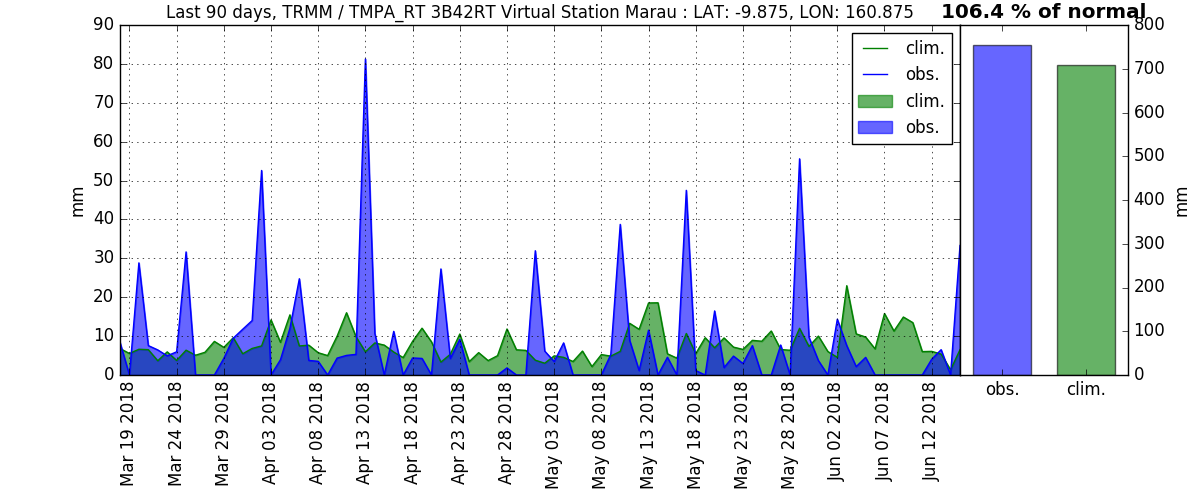 Last 90 days, TRMM / TMPA_RT 3B42RT Virtual Station Marau : LAT: -9.875, LON: 160.875
106.4 % of normal
90
80
70
60
50
40
30
20
10
0
mm
clim.
obs.
clim.
obs.
Mar 19 2018
Mar 24 2018
Mar 29 2018
Apr 03 2018
Apr 08 2018
Apr 13 2018
Apr 18 2018
Apr 23 2018
Apr 28 2018
May 03 2018
May 08 2018
May 13 2018
May 18 2018
May 23 2018
May 28 2018
Jun 02 2018
Jun 07 2018
Jun 12 2018
800
700
600
500
400
300
200
100
0
mm
obs.
clim.